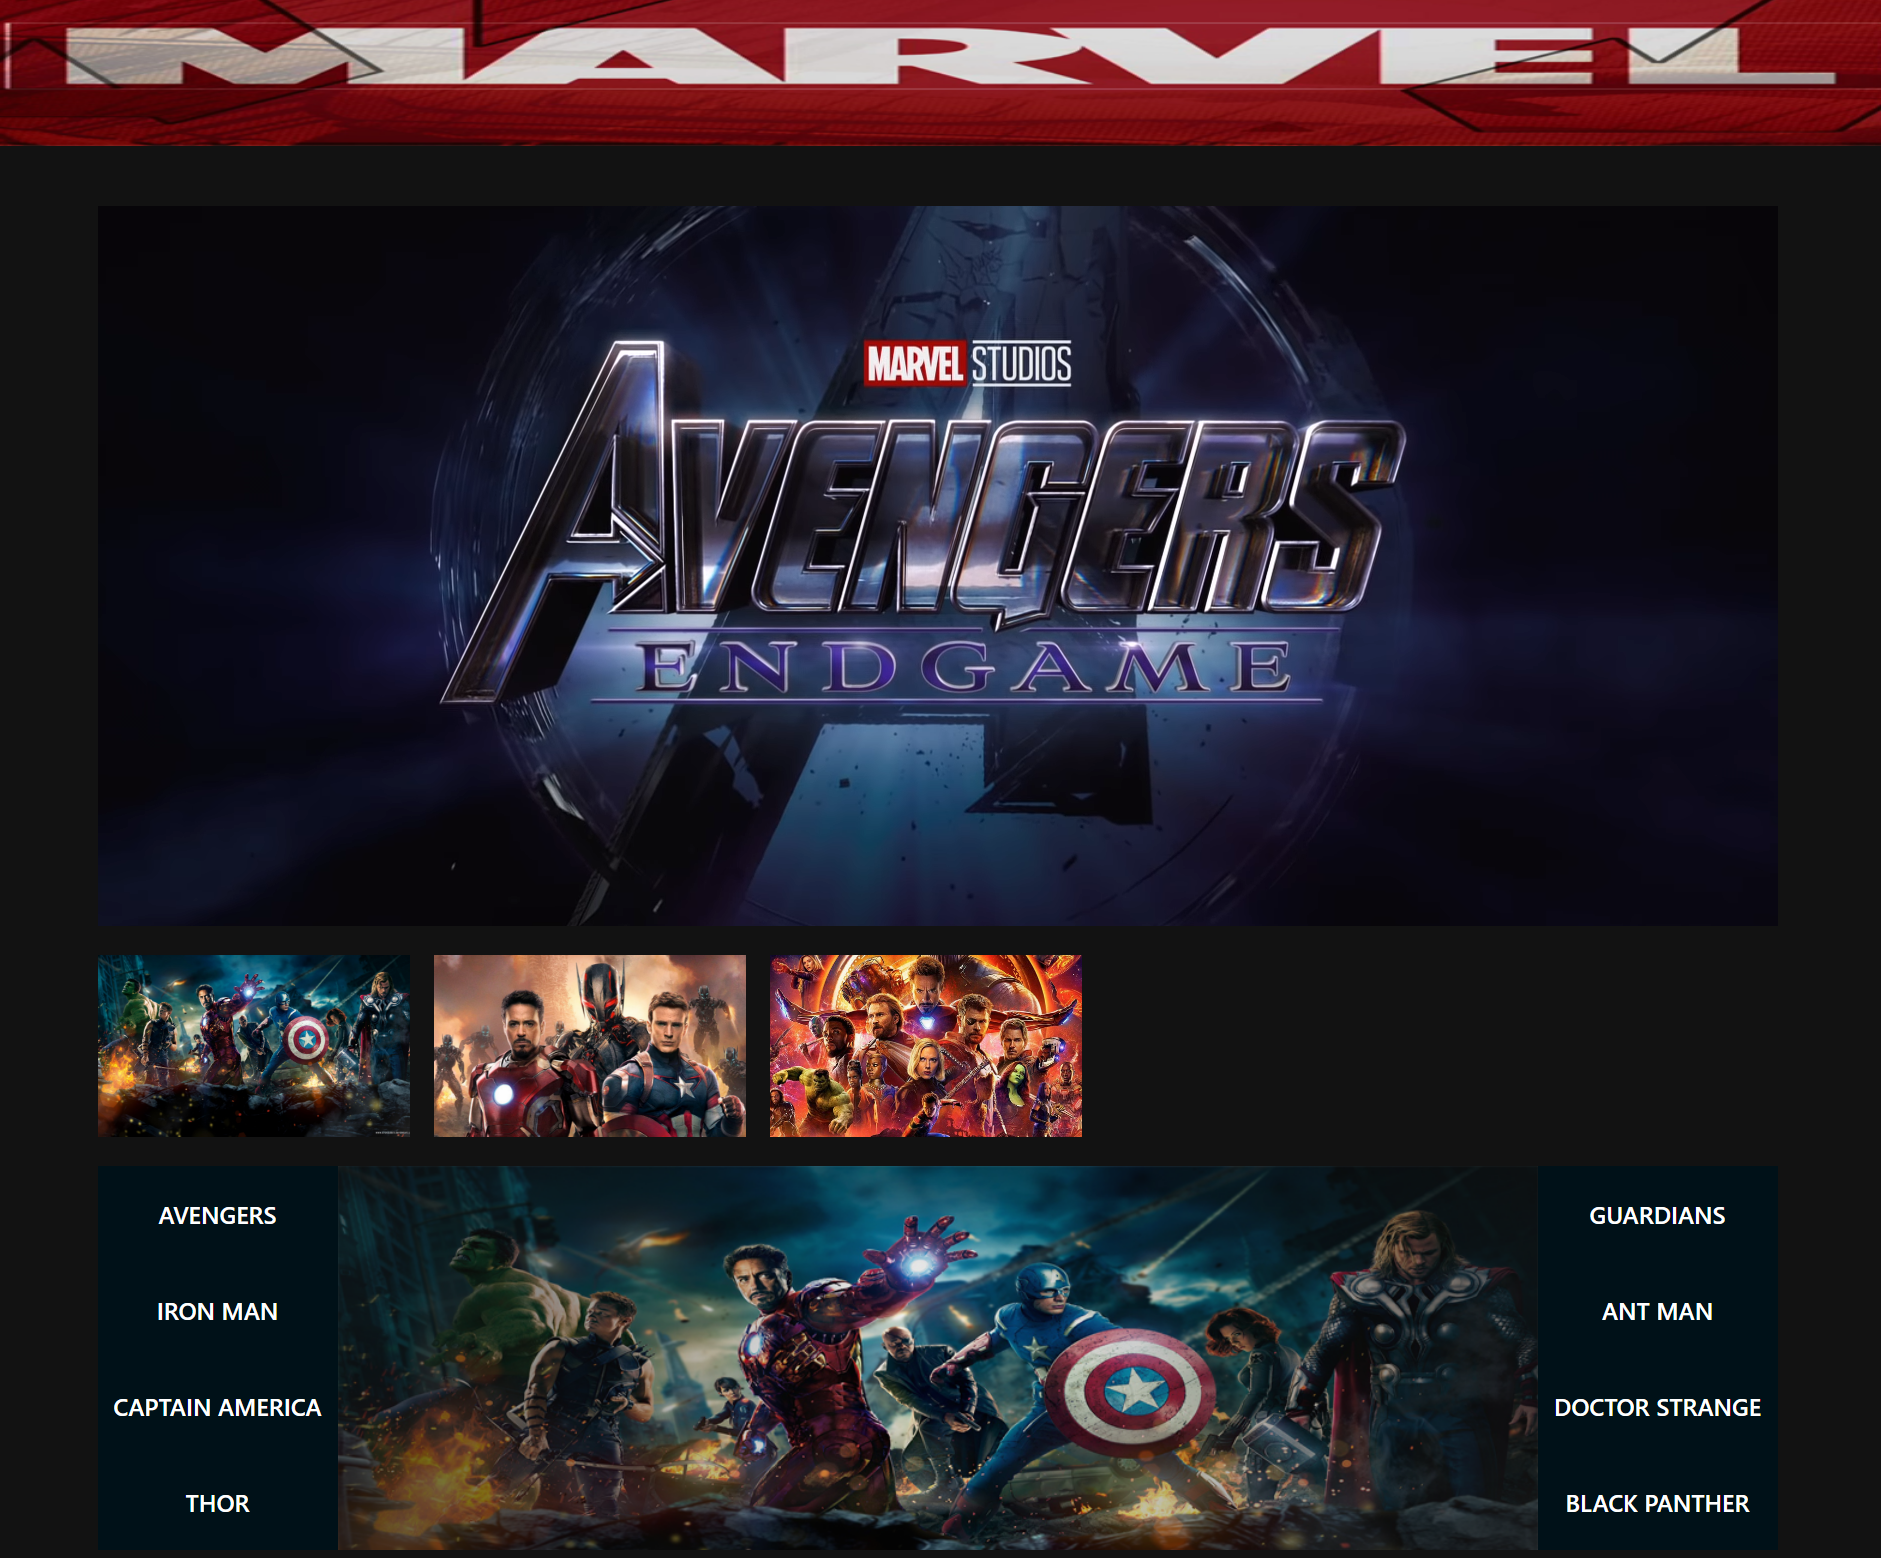 MARVEL
MARVEL STUDIOS
AVENGERS
ENDGAME
AVENGERS
IRON MAN
CAPTAIN AMERICA
THOR
GUARDIANS
ANT MAN
DOCTOR STRANGE
BLACK PANTHER